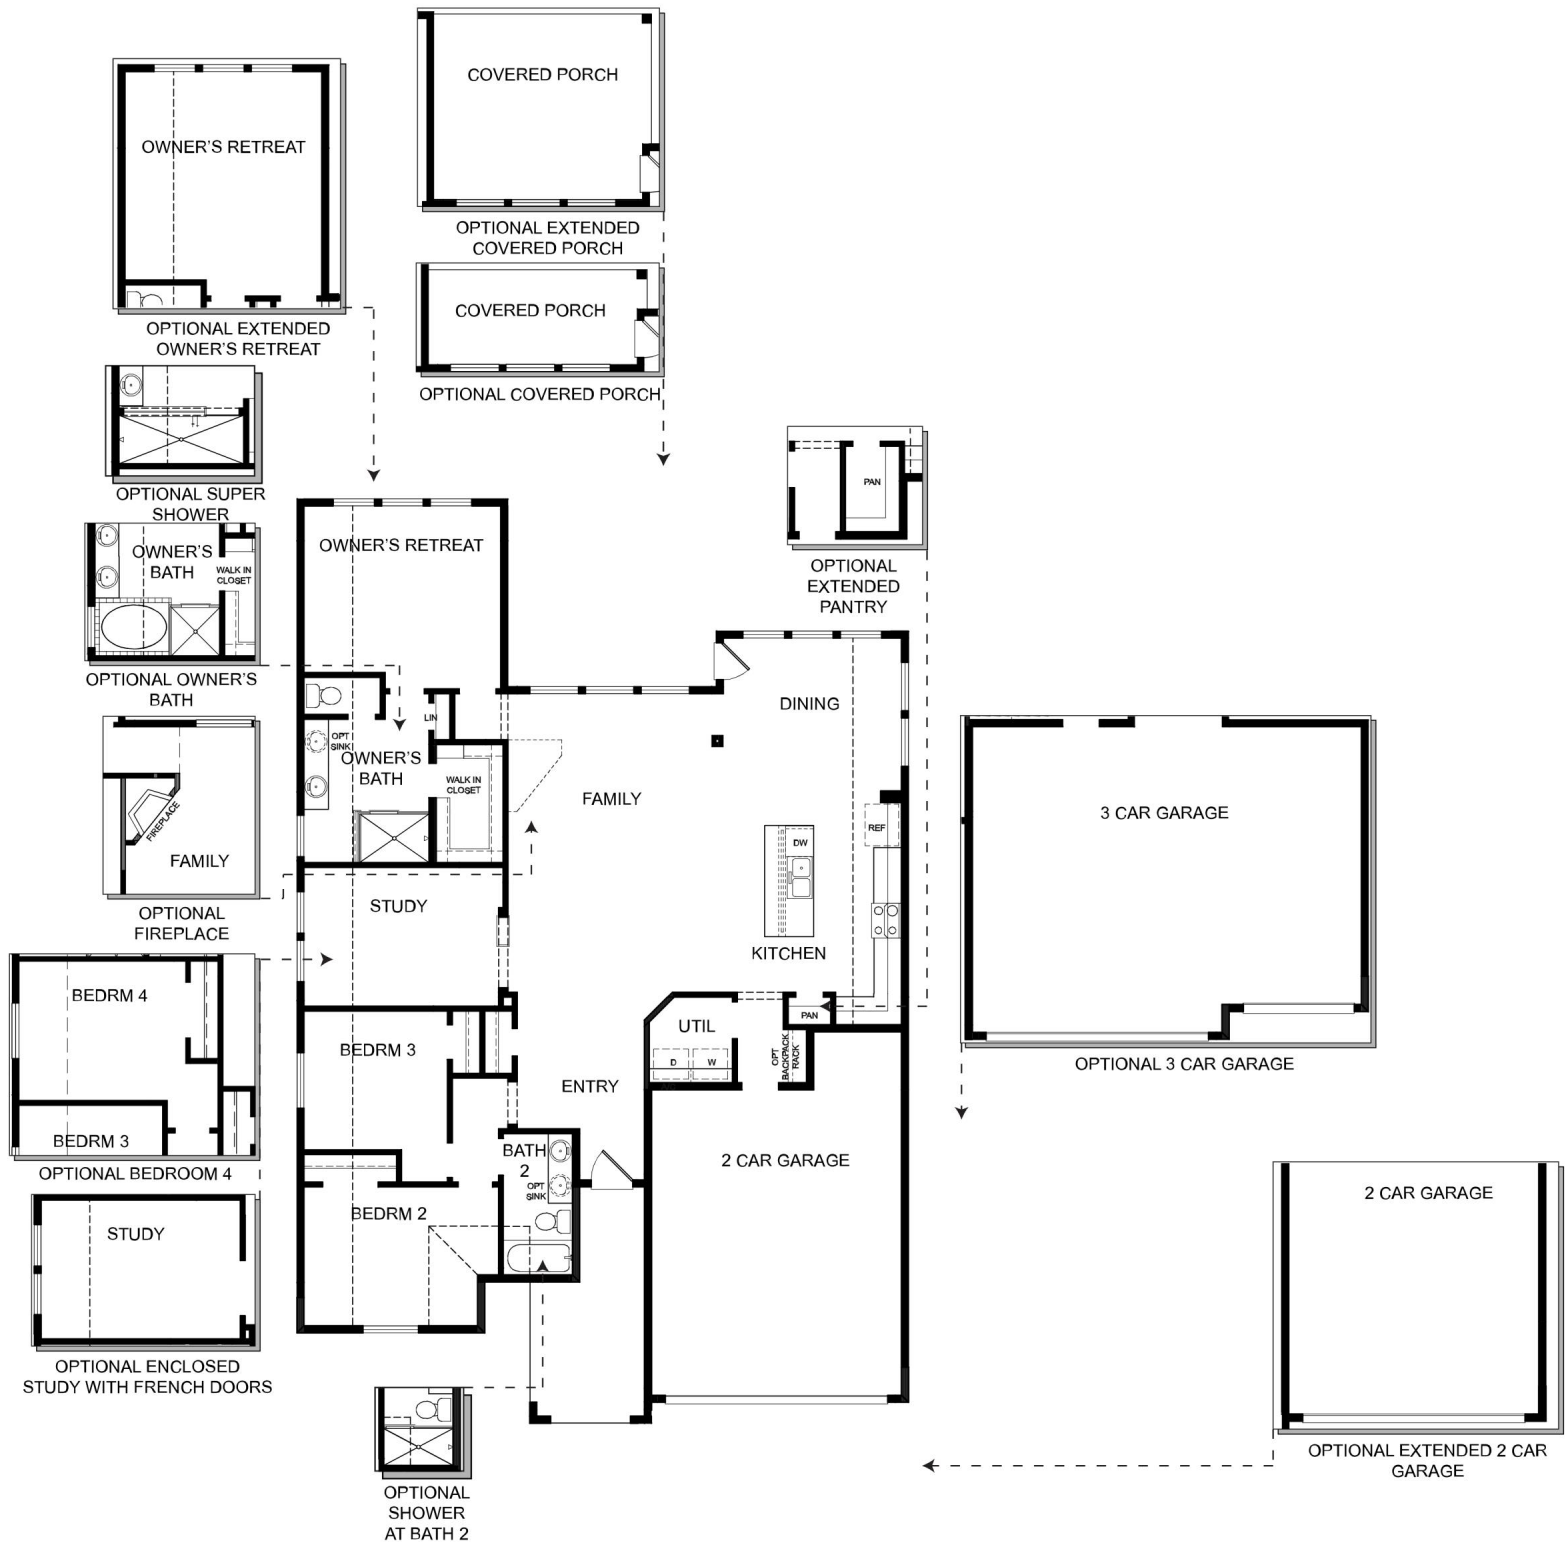 COVERED PORCH
OPTIONAL EXTENDED
COVERED PORCH
OWNER'S RETREAT
OPTIONAL EXTENDED
OWNER'S RETREAT
COVERED PORCH
OPTIONAL COVERED PORCH
OPTIONAL SUPER
SHOWER
PAN
OPTIONAL
EXTENDED
PANTRY
OWNER'S
BATH
WALK IN
CLOSET
OPTIONAL OWNER'S
BATH
OWNER'S RETREAT
DINING
LIN
OPT
SINK
OWNER'S
BATH
WALK IN
CLOSET
FAMILY
REF
DW
KITCHEN
FIREPLACE
FAMILY
OPTIONAL
FIREPLACE
STUDY
3 CAR GARAGE
OPTIONAL 3 CAR GARAGE
BEDRM 4
BEDRM 3
OPTIONAL BEDROOM 4
PAN
UTIL
D
W
OPT
BACKPACK
RACK
BEDRM 3
ENTRY
BATH
2
OPT
SINK
2 CAR GARAGE
BEDRM 2
STUDY
OPTIONAL ENCLOSED
STUDY WITH FRENCH DOORS
2 CAR GARAGE
OPTIONAL EXTENDED 2 CAR
GARAGE
OPTIONAL
SHOWER
AT BATH 2